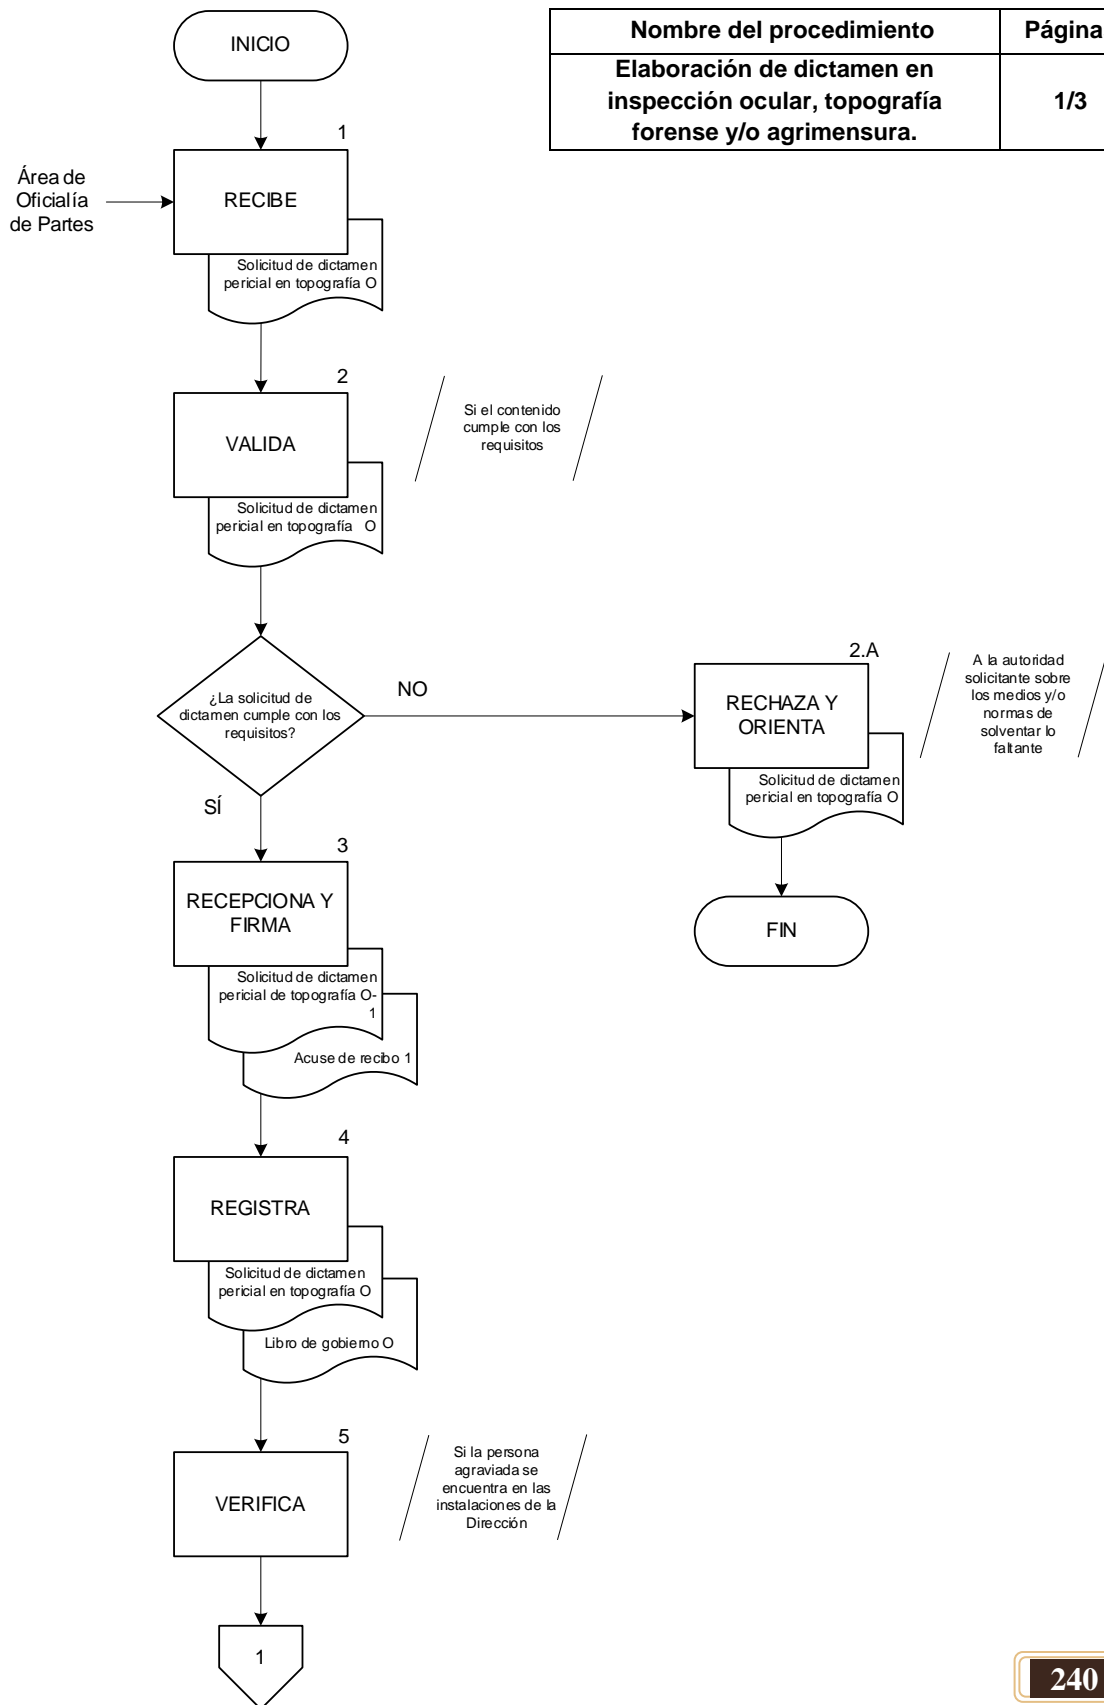 INICIO
Nombre del procedimiento
Página
Elaboración de dictamen en
inspección ocular, topografía
forense y/o agrimensura.
1/3
1
Área de
Oficialía
de Partes
RECIBE
Solicitud de dictamen
pericial en topografía O
2
VALIDA
Si el contenido
cumple con los
requisitos
Solicitud de dictamen
pericial en topografía O
¿La solicitud de
dictamen cumple con los
requisitos?
NO
2.A
RECHAZA Y
ORIENTA
A la autoridad
solicitante sobre
los medios y/o
normas de
solventar lo
faltante
Solicitud de dictamen
pericial en topografía O
FIN
SÍ
3
RECEPCIONA Y
FIRMA
Solicitud de dictamen
pericial de topografía O-
1
Acuse de recibo 1
4
REGISTRA
Solicitud de dictamen
pericial en topografía O
Libro de gobierno O
5
VERIFICA
Si la persona
agraviada se
encuentra en las
instalaciones de la
Dirección
1
240